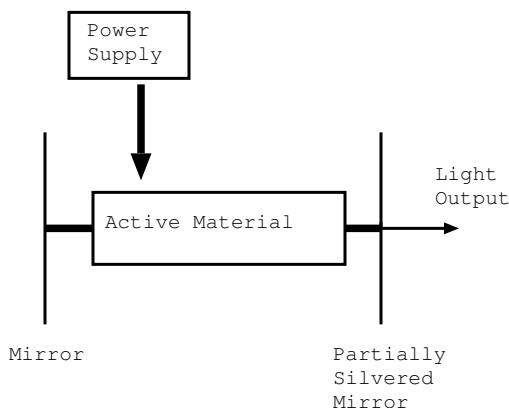 Power
Supply
Light
Output
Active Material
Mirror
Partially
Silvered
Mirror